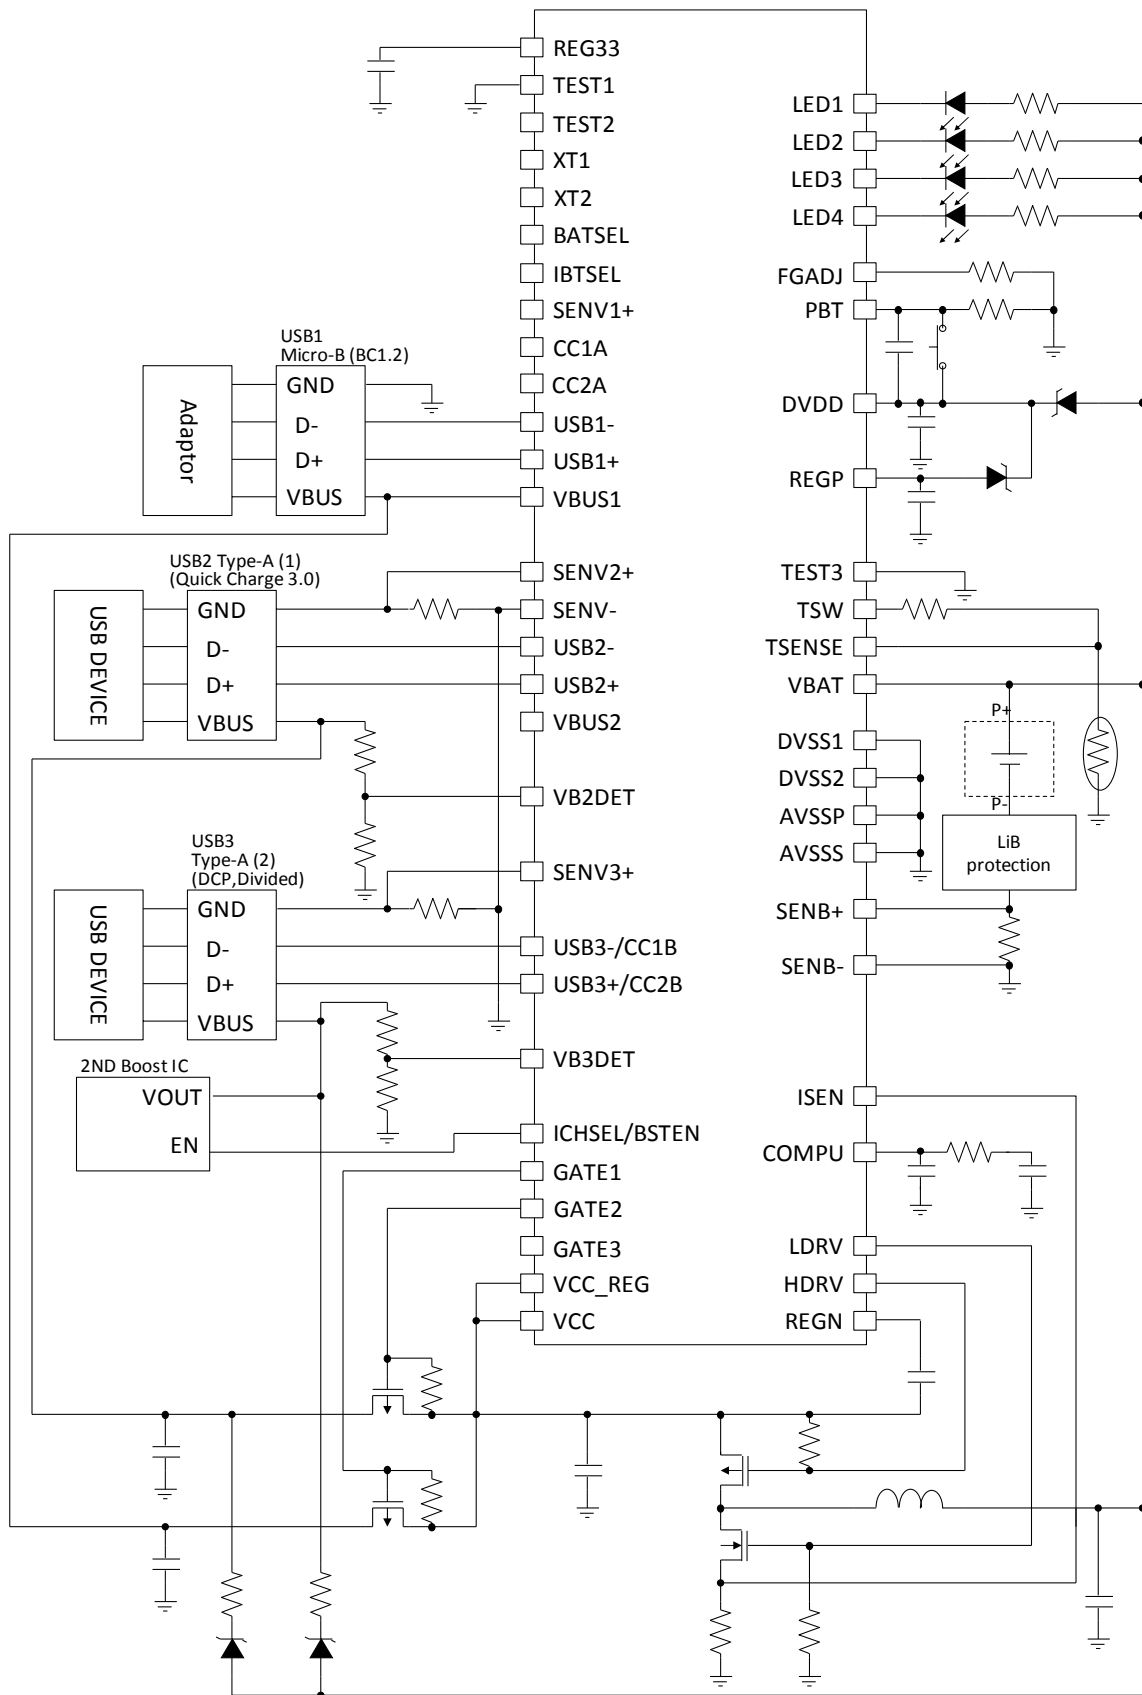 REG33
TEST1
TEST2
XT1
XT2
BATSEL
IBTSEL
SENV1+
CC1A
CC2A
USB1-
USB1+
VBUS1
SENV2+
SENV-
USB2-
USB2+
VBUS2
VB2DET
SENV3+
USB3-/CC1B
USB3+/CC2B
VB3DET
ICHSEL/BSTEN
GATE1
GATE2
GATE3
VCC_REG
VCC
LED1
LED2
LED3
LED4
FGADJ
PBT
DVDD
REGP
TEST3
TSW
TSENSE
VBAT
DVSS1
DVSS2
AVSSP
AVSSS
SENB+
SENB-
ISEN
COMPU
LDRV
HDRV
REGN
USB1
Micro-B (BC1.2)
Adaptor
GND
D-
D+
VBUS
USB2 Type-A (1)
(Quick Charge 3.0)
USB DEVICE
GND
D-
D+
VBUS
USB3
Type-A (2)
(DCP,Divided)
USB DEVICE
GND
D-
D+
VBUS
2ND Boost IC
VOUT
EN
P+
P-
LiB
protection